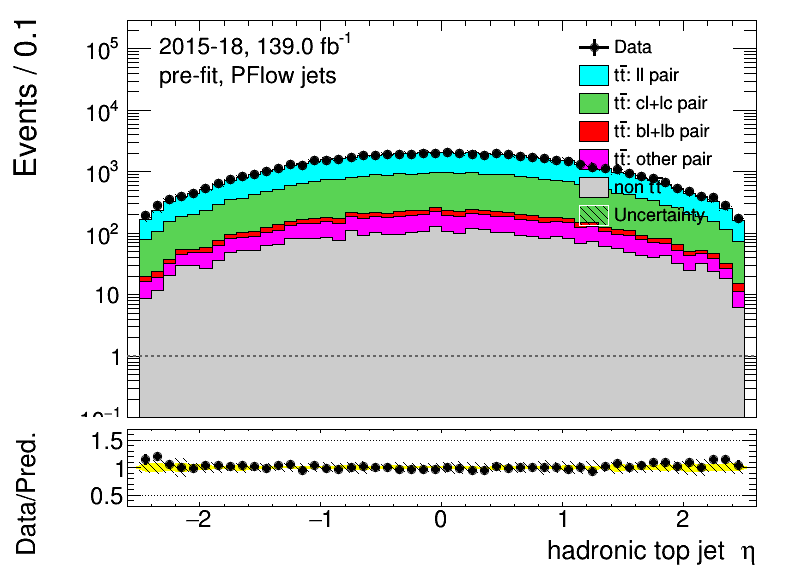 Events / 0.1
10⁵
10⁴
10³
10²
10
1
10⁻¹
2015-18, 139.0 fb⁻¹
pre-fit, PFlow jets
Data
tt̄: ll pair
tt̄: cl+lc pair
tt̄: bl+lb pair
tt̄: other pair
non tt̄
Uncertainty
Data/Pred.
1.5
1
0.5
−2 −1 0 1 2
hadronic top jet η